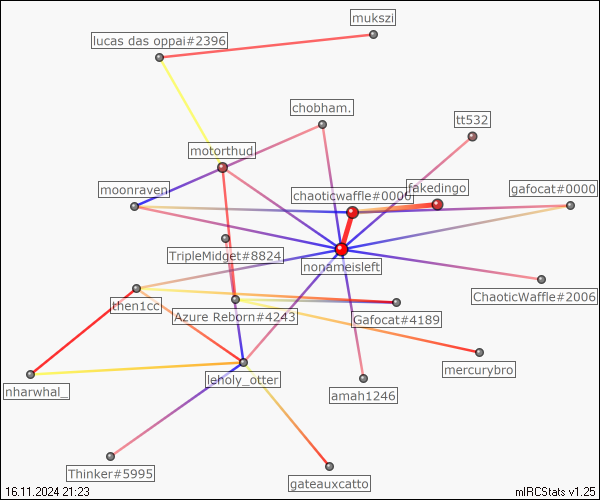 mukszi
lucas das oppai#2396
chobham.
tt532
motorthud
moonraven
chaoticwaffle#0000
fakedingo
gafocat#0000
TripleMidget#8824
nonameisleft
ChaoticWaffle#2006
then1cc
Azure Reborn#4243
Gafocat#4189
mercurybro
leholy_otter
nharwhal_
amah1246
Thinker#5995
gateauxcatto
16.11.2024 21:23
mIRCStats v1.25